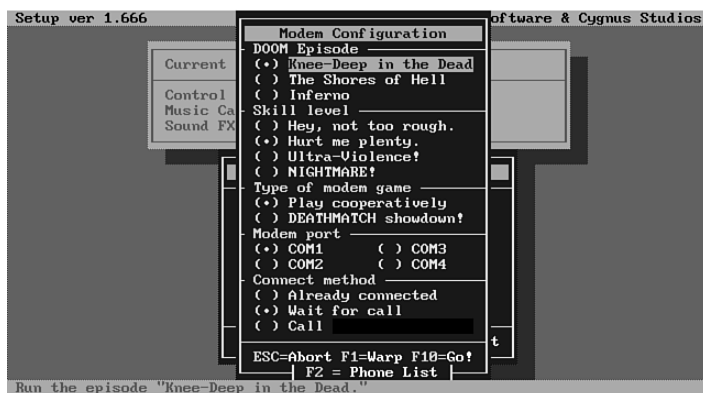 Setup ver 1.666
oftware & Cygnus Studios
Modem Configuration
DOOM Episode
(•) Knee-Deep in the Dead
( ) The Shores of Hell
( ) Inferno
Skill level
( ) Hey, not too rough.
(•) Hurt me plenty.
( ) Ultra-Violence!
( ) NIGHTMARE!
Type of modem game
(•) Play cooperatively
( ) DEATHMATCH showdown!
Modem port
(•) COM1 ( ) COM3
( ) COM2 ( ) COM4
Connect method
( ) Already connected
(•) Wait for call
( ) Call
ESC=Abort F1=Warp F10=Go!
F2 = Phone List
Current
Control
Music Ca
Sound FX
t
Run the episode "Knee-Deep in the Dead."